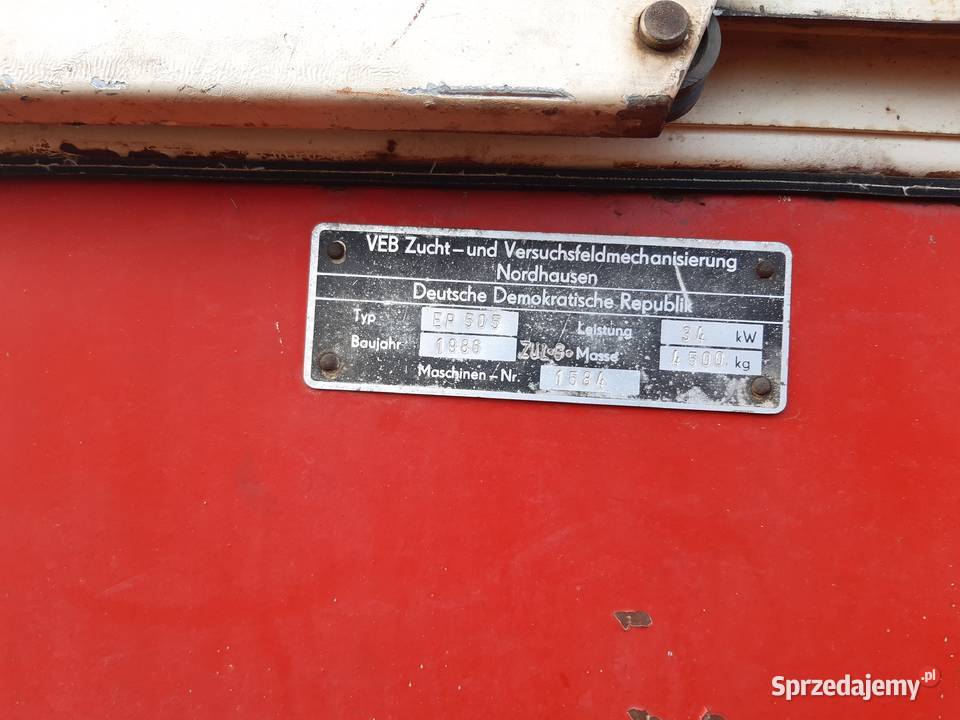 VEB Zucht-und Versuchsfeldmechanisierung
Nordhausen
Deutsche Demokratische Republik
Typ EP 505 Leistung 34 kW
Baujahr 1986 ZUL.G. Masse 4500 kg
Maschinen-Nr. 1584
Sprzedajemy.pl